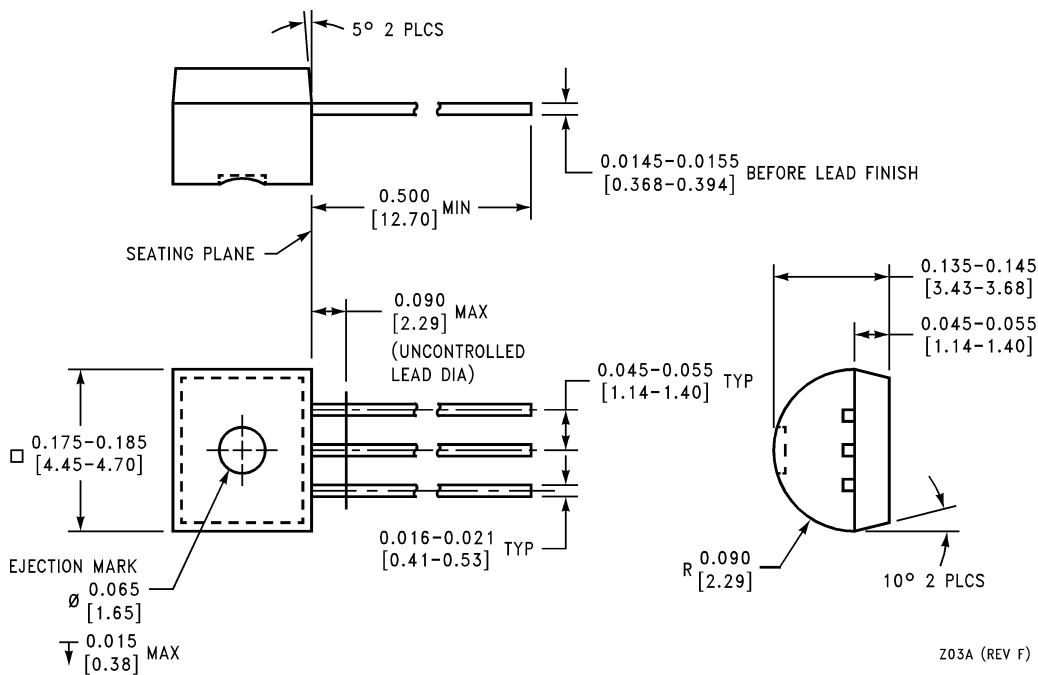 5° 2 PLCS
0.0145-0.0155
[0.368-0.394]
BEFORE LEAD FINISH
0.500
[12.70]
MIN
SEATING PLANE
0.135-0.145
[3.43-3.68]
0.090
[2.29]
MAX
(UNCONTROLLED
LEAD DIA)
0.045-0.055
[1.14-1.40]
0.045-0.055
[1.14-1.40]
TYP
0.175-0.185
[4.45-4.70]
0.016-0.021
[0.41-0.53]
TYP
EJECTION MARK
Ø 0.065
[1.65]
0.015
[0.38]
MAX
R 0.090
[2.29]
10° 2 PLCS
Z03A (REV F)